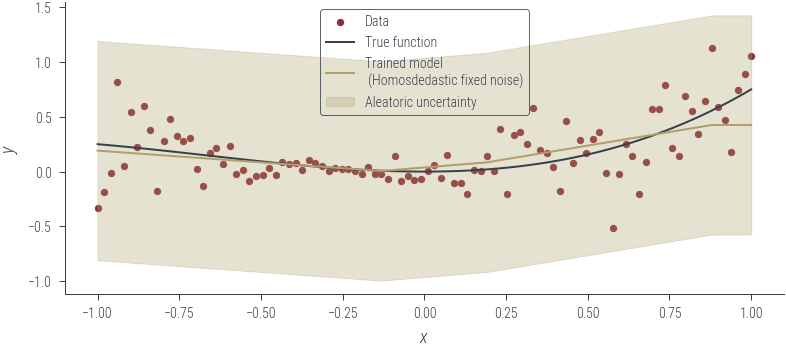 1.5
1.0
0.5
0.0
−0.5
−1.0
y
Data
True function
Trained model
(Homosdedastic fixed noise)
Aleatoric uncertainty
−1.00 −0.75 −0.50 −0.25 0.00 0.25 0.50 0.75 1.00
x